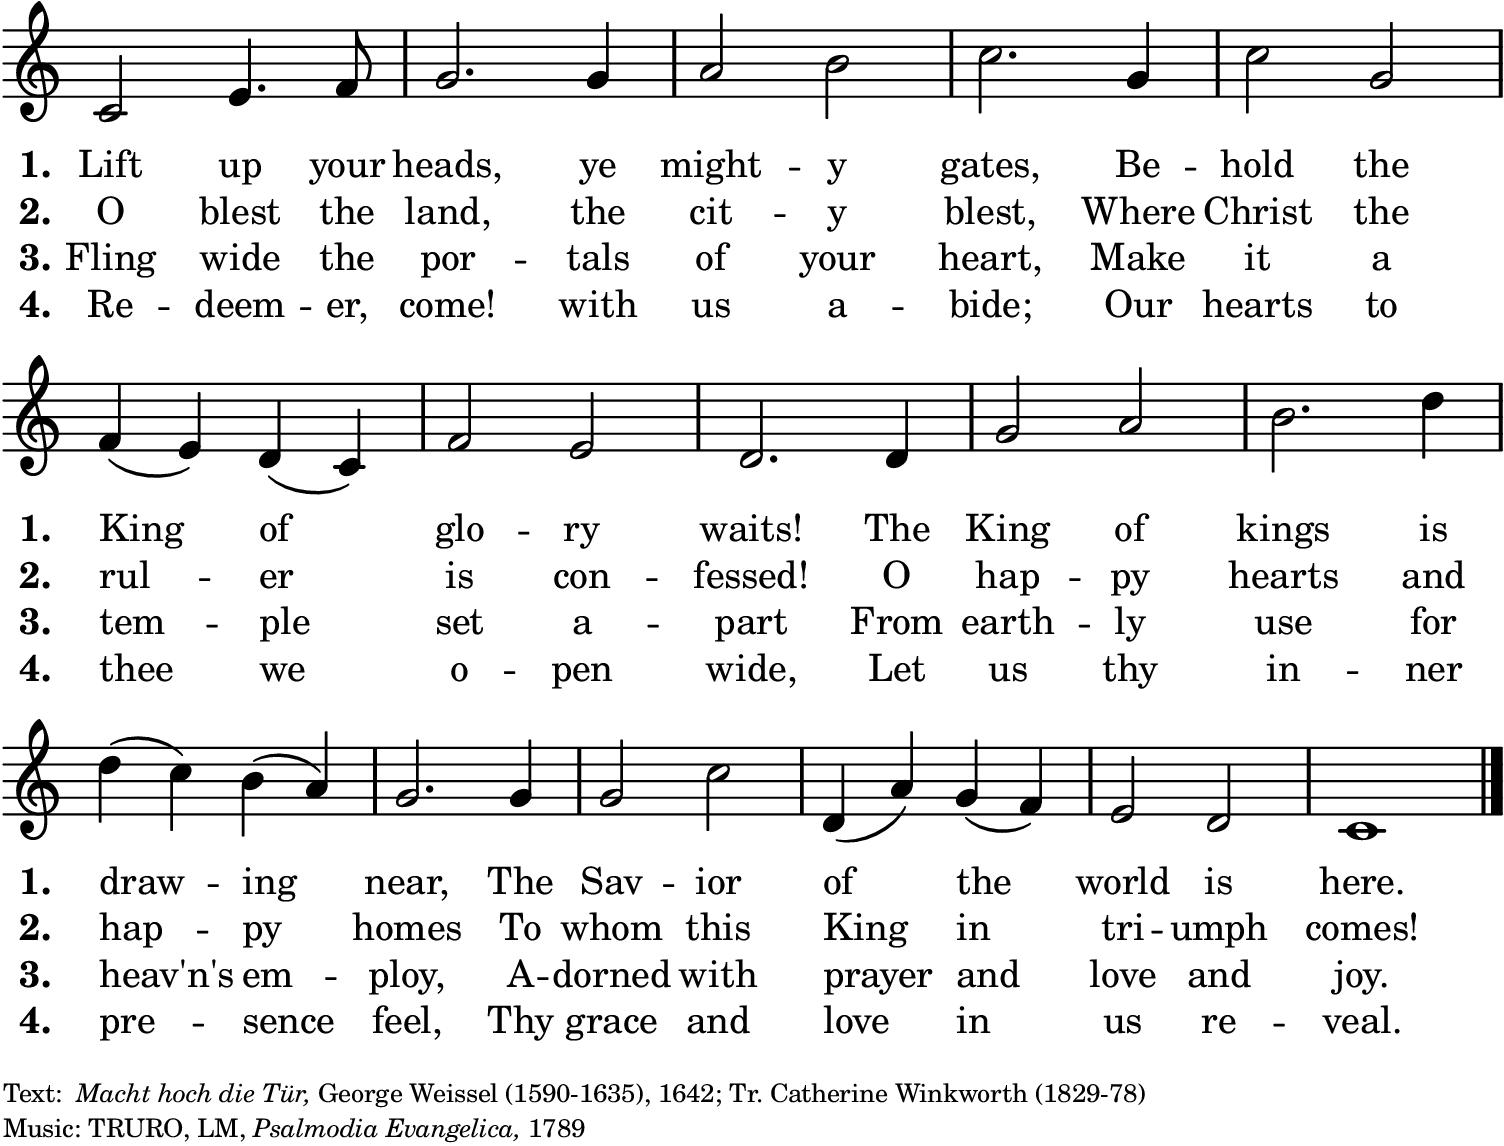 1. Lift up your heads, ye might -- y gates, Be -- hold the
2. O blest the land, the cit -- y blest, Where Christ the
3. Fling wide the por -- tals of your heart, Make it a
4. Re -- deem -- er, come! with us a -- bide; Our hearts to
1. King of glo -- ry waits! The King of kings is
2. rul -- er is con -- fessed! O hap -- py hearts and
3. tem -- ple set a -- part From earth -- ly use for
4. thee we o -- pen wide, Let us thy in -- ner
1. draw -- ing near, The Sav -- ior of the world is here.
2. hap -- py homes To whom this King in tri -- umph comes!
3. heav'n's em -- ploy, A -- dorned with prayer and love and joy.
4. pre -- sence feel, Thy grace and love in us re -- veal.
Text: Macht hoch die Tür, George Weissel (1590-1635), 1642; Tr. Catherine Winkworth (1829-78)
Music: TRURO, LM, Psalmodia Evangelica, 1789